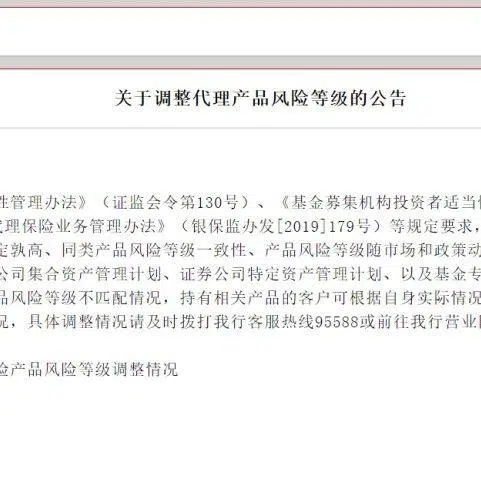 关于调整代理产品风险等级的公告
性管理办法》（证监会令第130号）、《基金募集机构投资者适当性
代理保险业务管理办法》（银保监办发[2019]179号）等规定要求，
定孰高、同类产品风险等级一致性、产品风险等级随市场和政策动
公司集合资产管理计划、证券公司特定资产管理计划、以及基金专
品风险等级不匹配情况，持有相关产品的客户可根据自身实际情况
况，具体调整情况请及时拨打我行客服热线95588或前往我行营业网
险产品风险等级调整情况